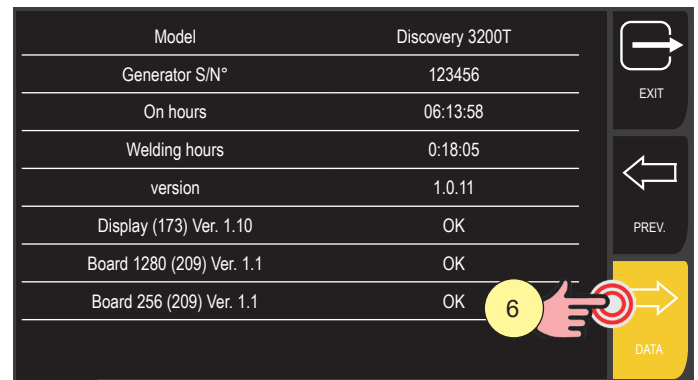 Model Discovery 3200T
Generator S/N° 123456
On hours 06:13:58
Welding hours 0:18:05
version 1.0.11
Display (173) Ver. 1.10 OK
Board 1280 (209) Ver. 1.1 OK
Board 256 (209) Ver. 1.1 OK
6
EXIT
PREV.
DATA